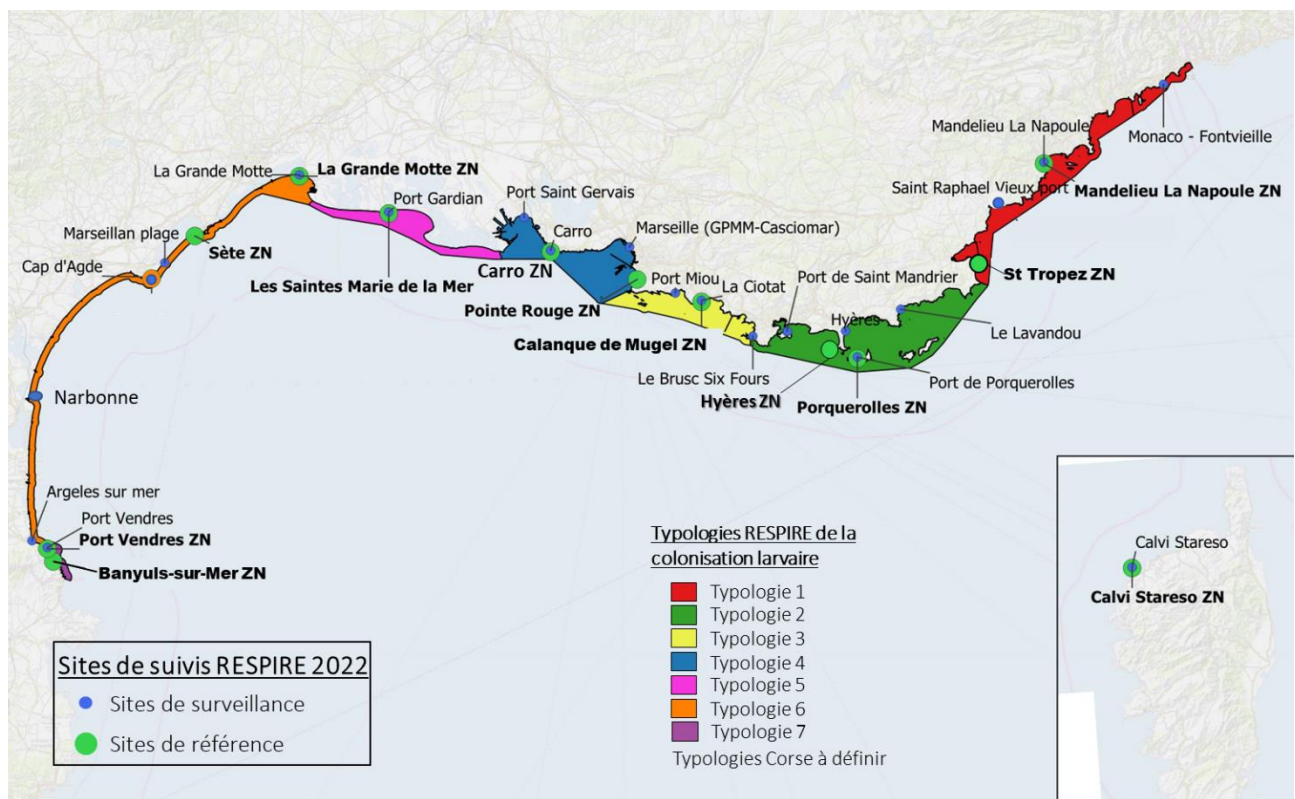 Mandelieu La Napoule
Monaco - Fontvieille
La Grande Motte
La Grande Motte ZN
Mandelieu La Napoule ZN
Port Gardian
Port Saint Gervais
Saint Raphael Vieux port
Marseillan plage
Sète ZN
Carro
Marseille (GPMM-Casciomar)
Cap d'Agde
Les Saintes Marie de la Mer
Carro ZN
Port Miou
Port de Saint Mandrier
St Tropez ZN
Pointe Rouge ZN
La Ciotat
Hyères
Le Lavandou
Calanque de Mugel ZN
Le Brusc Six Fours
Port de Porquerolles
Narbonne
Hyères ZN
Porquerolles ZN
Argeles sur mer
Port Vendres
Port Vendres ZN
Banyuls-sur-Mer ZN
Sites de suivis RESPIRE 2022
Sites de surveillance
Sites de référence
Typologies RESPIRE de la
colonisation larvaire
Typologie 1
Typologie 2
Typologie 3
Typologie 4
Typologie 5
Typologie 6
Typologie 7
Typologies Corse à définir
Calvi Stareso
Calvi Stareso ZN